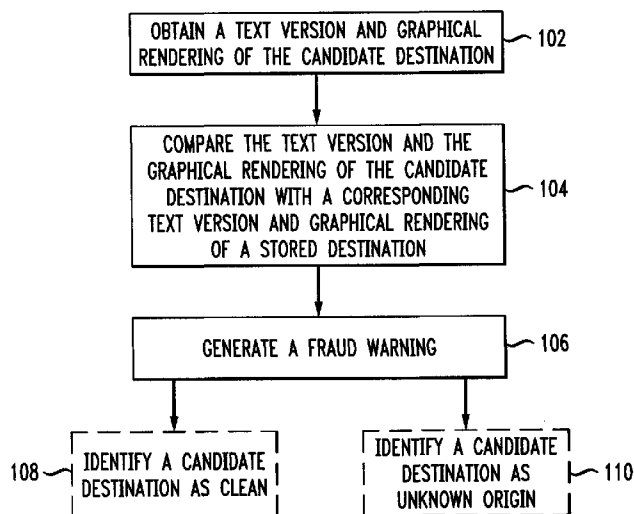 OBTAIN A TEXT VERSION AND GRAPHICAL
RENDERING OF THE CANDIDATE DESTINATION
102
COMPARE THE TEXT VERSION AND THE
GRAPHICAL RENDERING OF THE CANDIDATE
DESTINATION WITH A CORRESPONDING
TEXT VERSION AND GRAPHICAL RENDERING
OF A STORED DESTINATION
104
GENERATE A FRAUD WARNING
106
108
IDENTIFY A CANDIDATE
DESTINATION AS CLEAN
IDENTIFY A CANDIDATE
DESTINATION AS
UNKNOWN ORIGIN
110